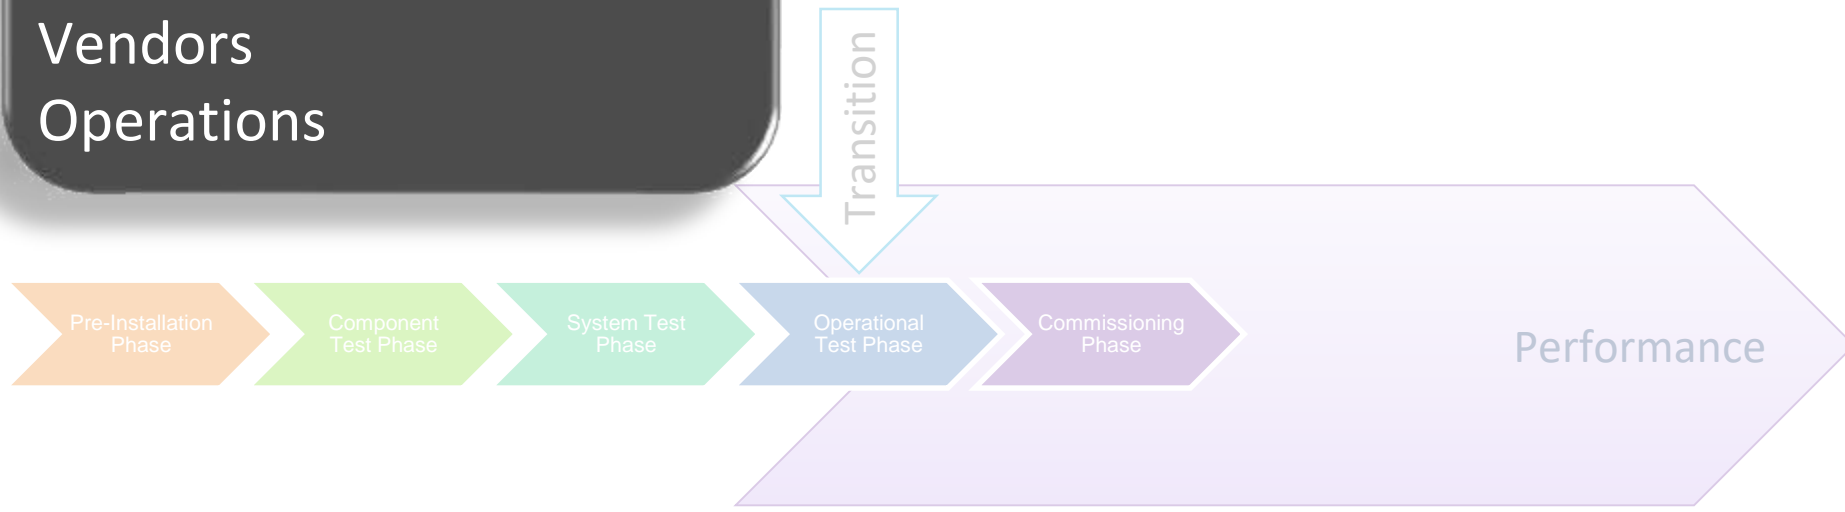 Vendors
Operations
Transition
Pre-Installation
Phase
Component
Test Phase
System Test
Phase
Operational
Test Phase
Commissioning
Phase
Performance